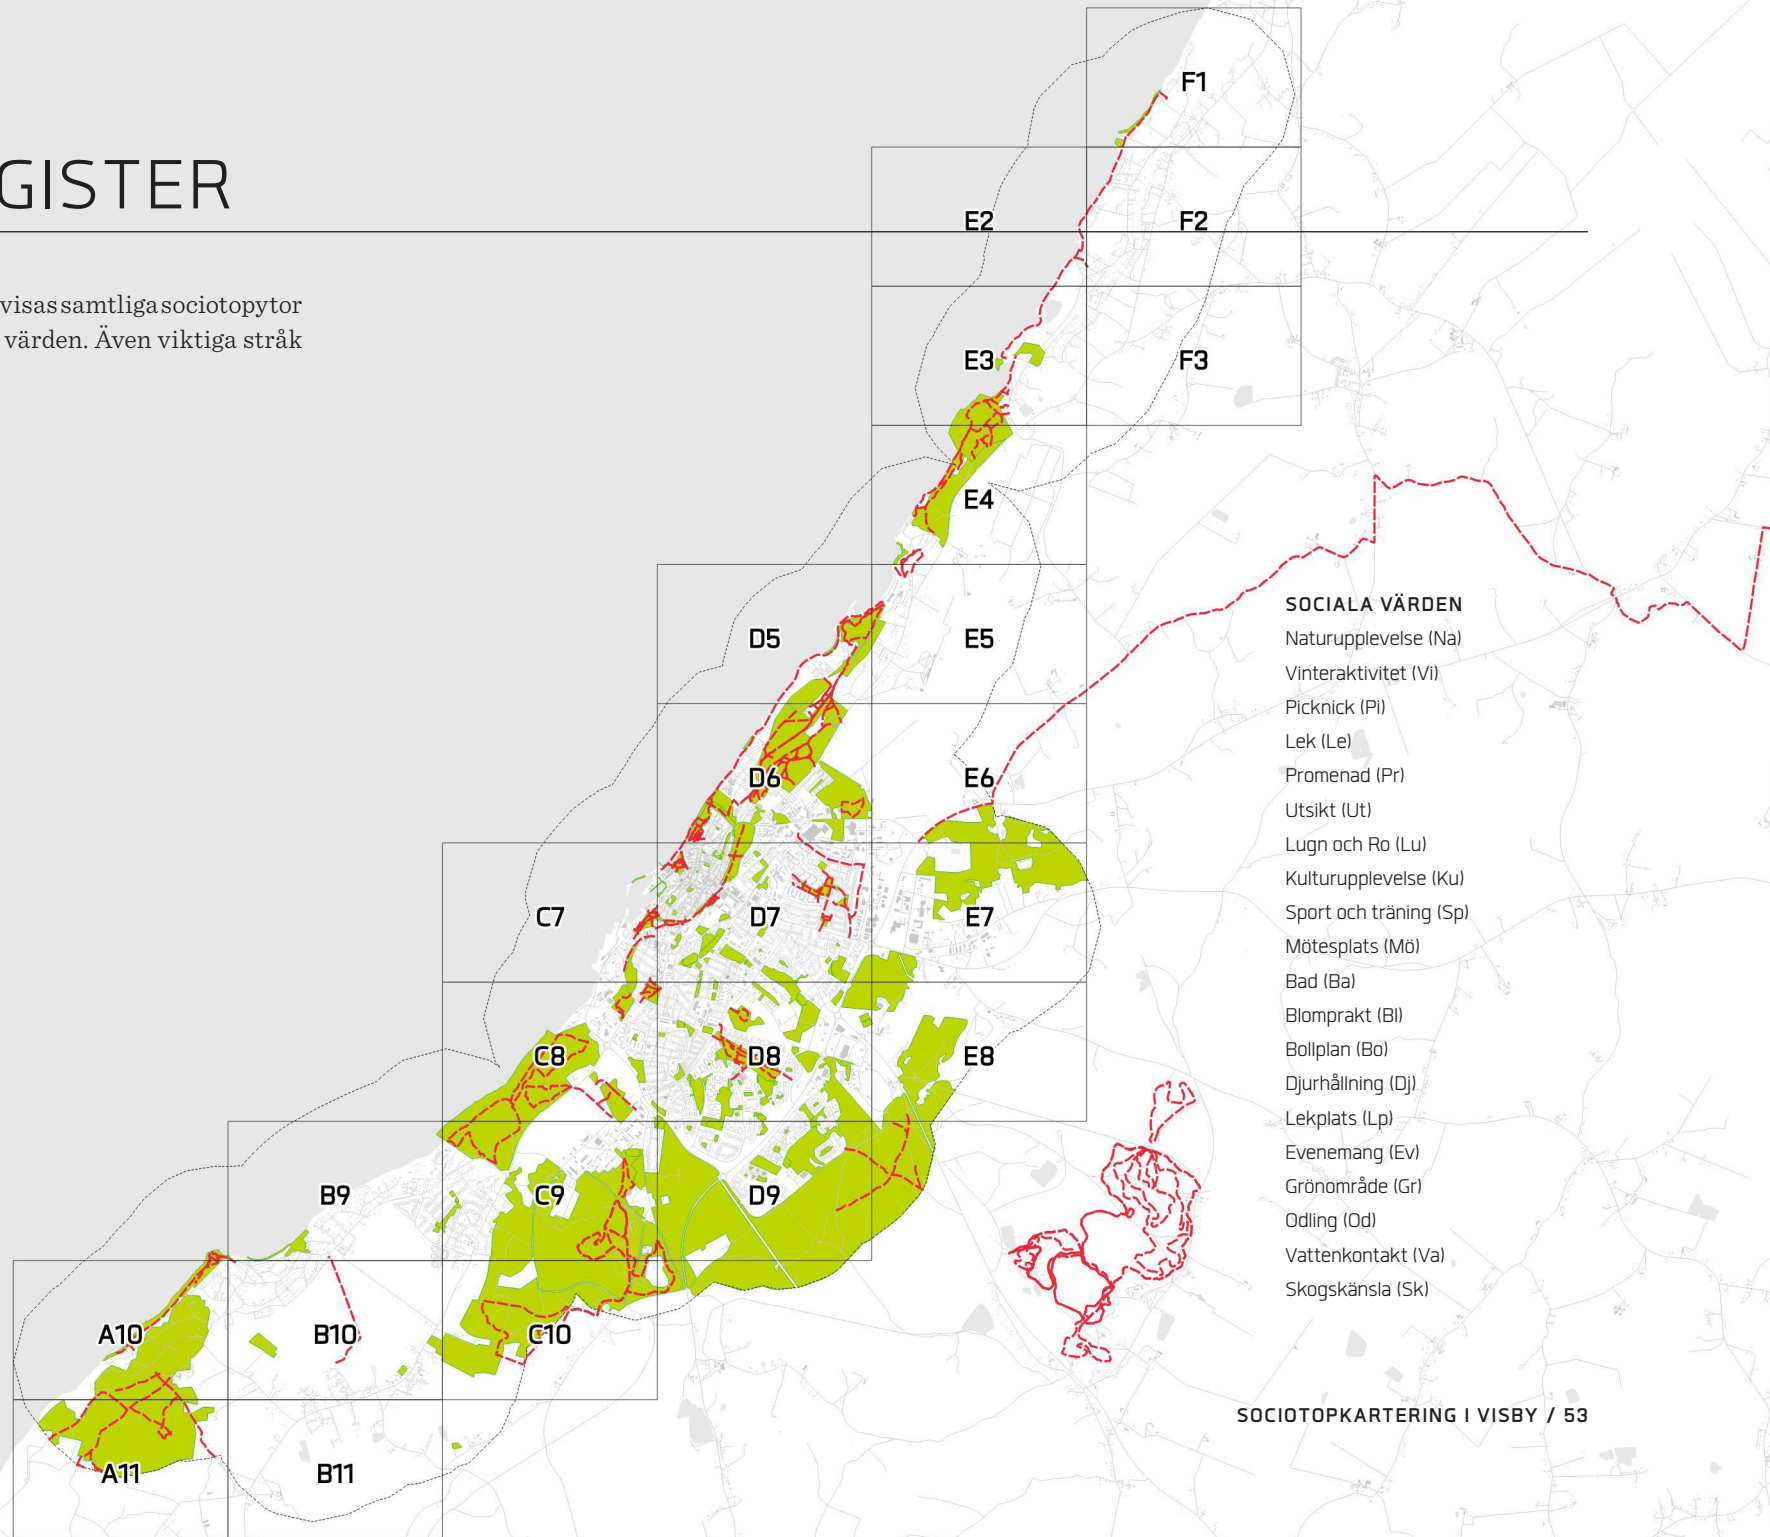 GISTER
visas samtliga sociotopytor
värden. Även viktiga stråk
F1
E2
F2
E3
F3
E4
D5
E5
D6
E6
C7
D7
E7
C8
D8
E8
B9
C9
D9
A10
B10
C10
A11
B11
SOCIALA VÄRDEN
Naturupplevelse (Na)
Vinteraktivitet (Vi)
Picknick (Pi)
Lek (Le)
Promenad (Pr)
Utsikt (Ut)
Lugn och Ro (Lu)
Kulturupplevelse (Ku)
Sport och träning (Sp)
Mötesplats (Mö)
Bad (Ba)
Blomprakt (Bl)
Bollplan (Bo)
Djurhållning (Dj)
Lekplats (Lp)
Evenemang (Ev)
Grönområde (Gr)
Odling (Od)
Vattenkontakt (Va)
Skogskänsla (Sk)
SOCIOTOPKARTERING I VISBY / 53